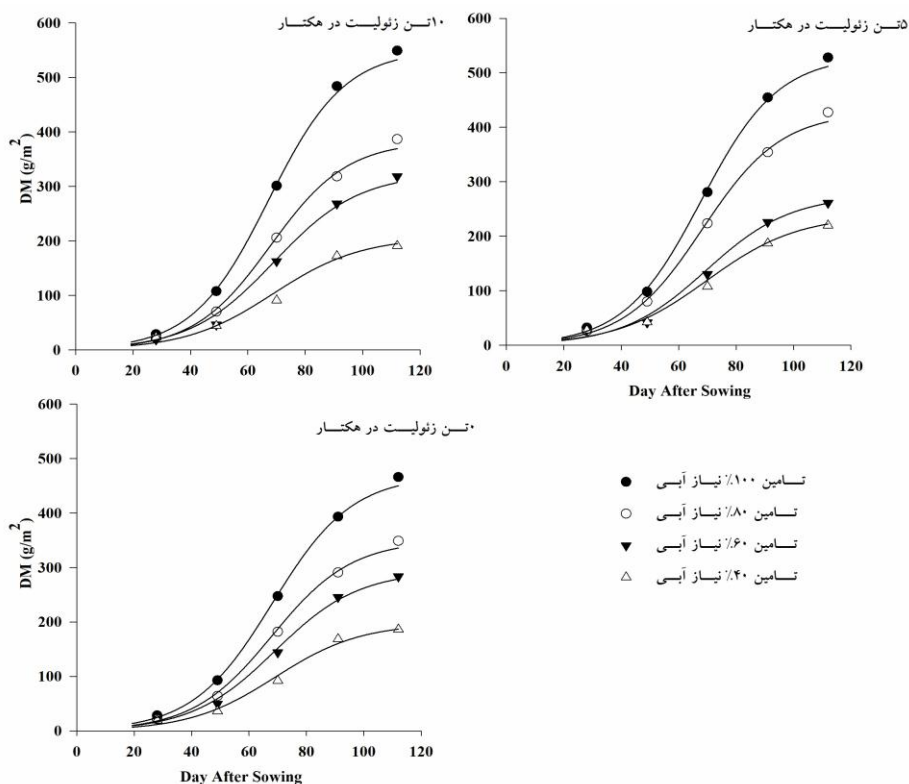 ۱۰تن زئولیت در هکتار
600
500
400
300
200
100
0
DM (g/m²)
0 20 40 60 80 100 120
۵تن زئولیت در هکتار
600
500
400
300
200
100
0
0 20 40 60 80 100 120
Day After Sowing
۰تن زئولیت در هکتار
600
500
400
300
200
100
0
DM (g/m²)
0 20 40 60 80 100 120
Day After Sowing
تامین ۱۰۰٪ نیاز آبی
تامین ۸۰٪ نیاز آبی
تامین ۶۰٪ نیاز آبی
تامین ۴۰٪ نیاز آبی